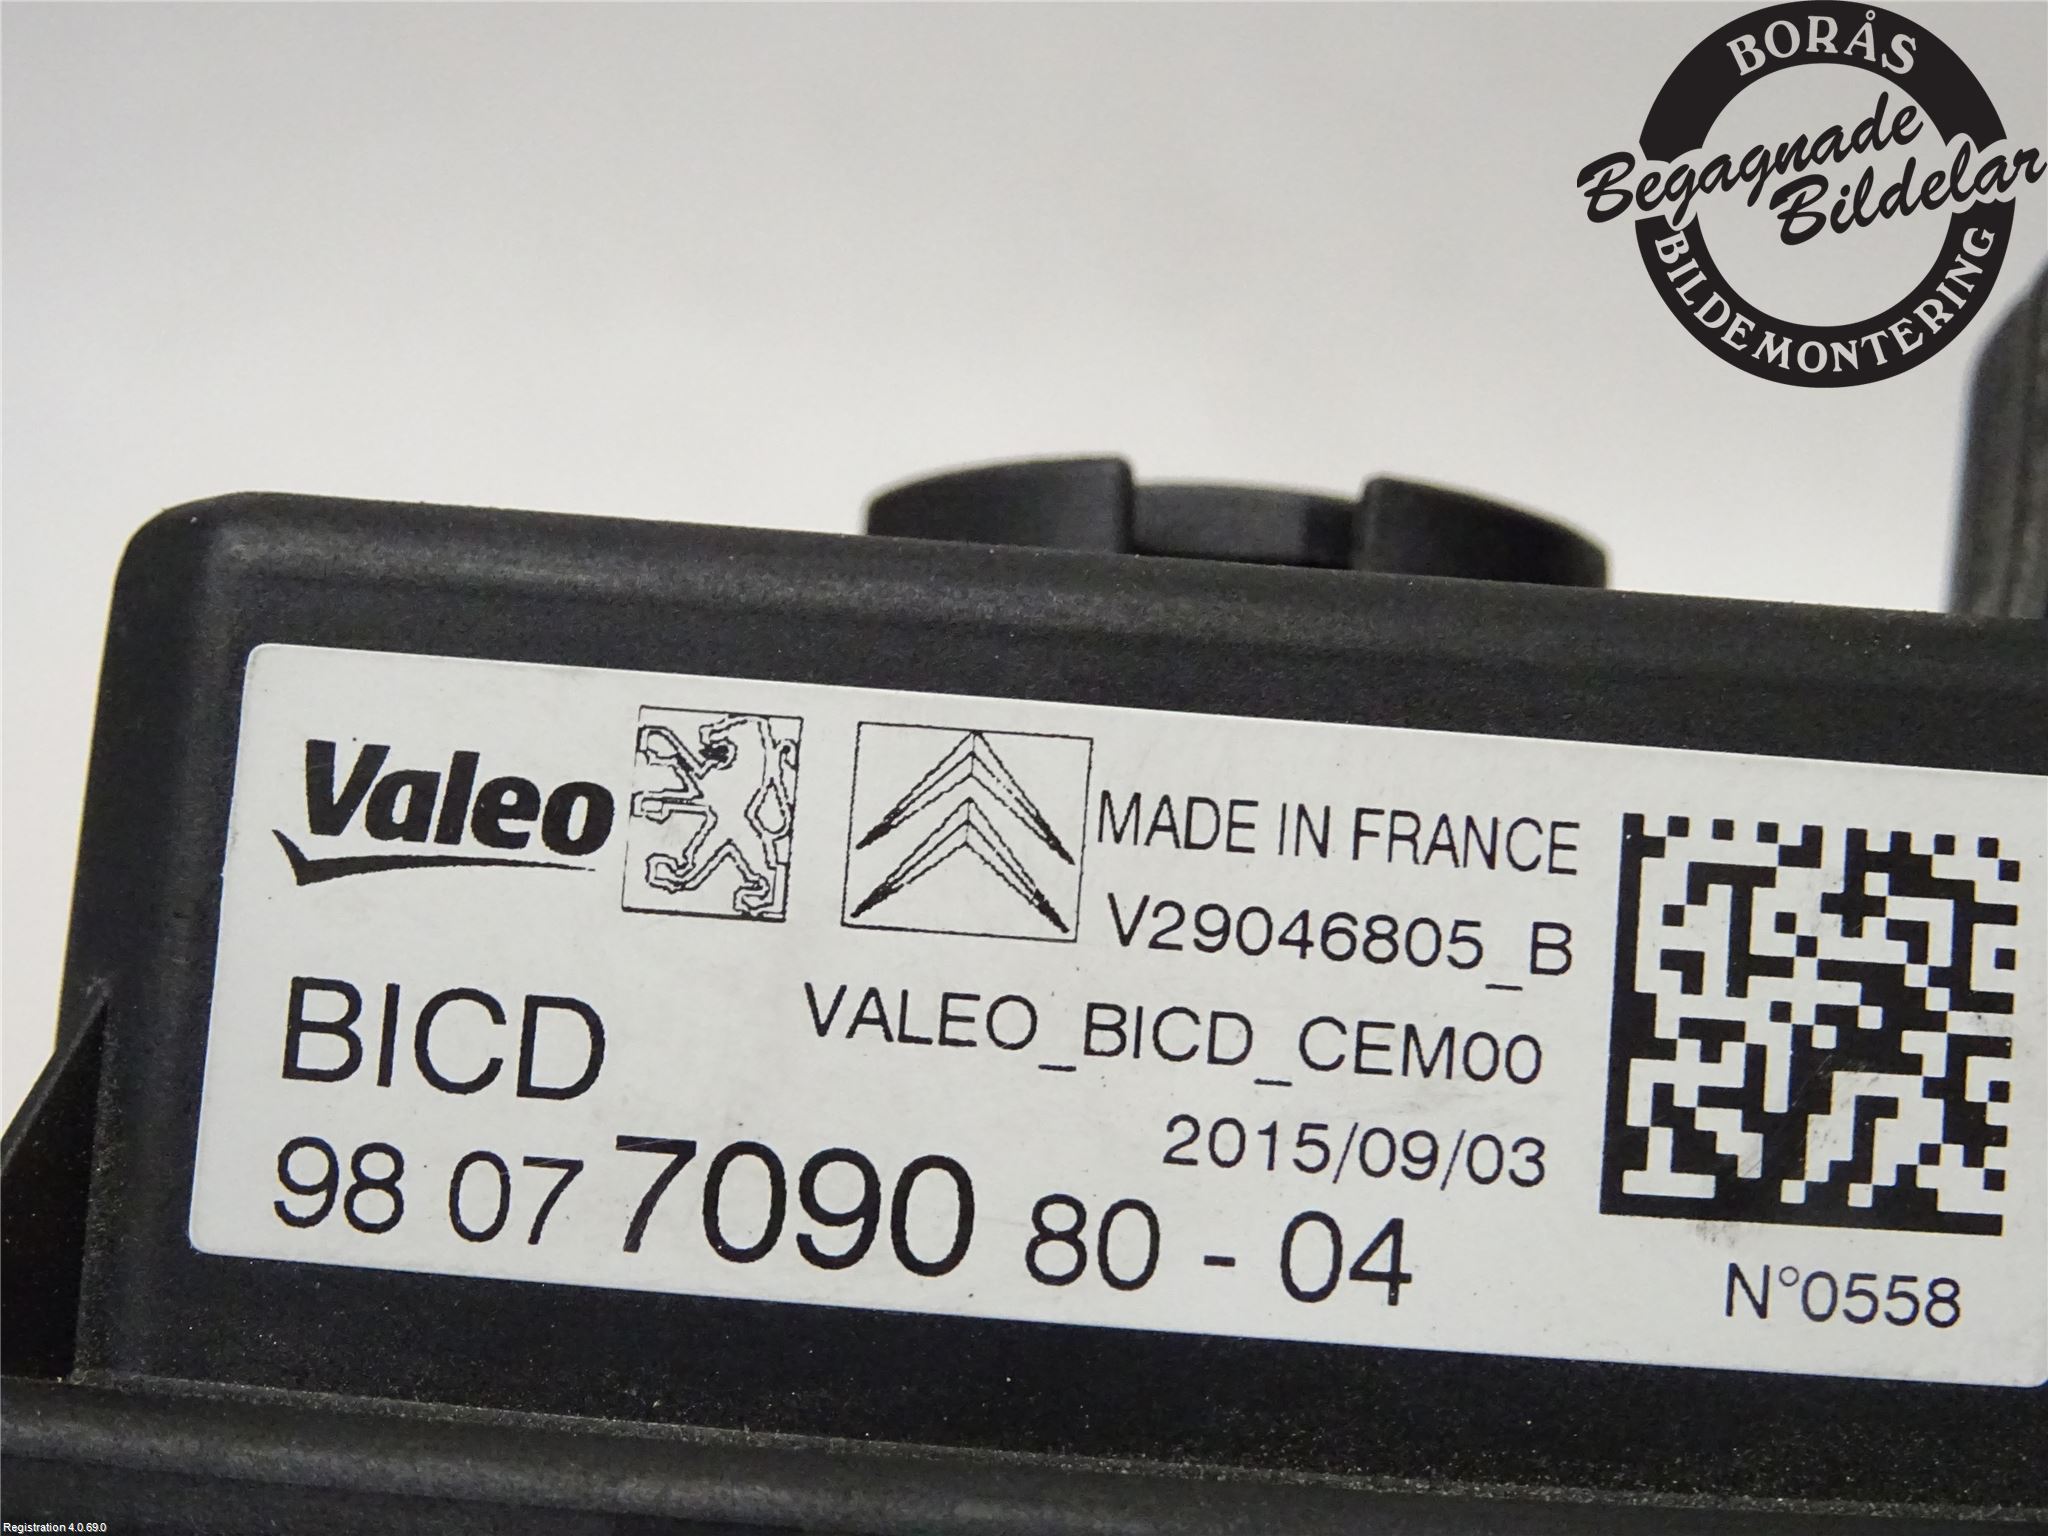 BORÅS
Begagnade
Bildelar
BILDEMONTERING
Valeo
MADE IN FRANCE
V29046805_B
BICD
VALEO_BICD_CEM00
2015/09/03
98 07 7090 80 - 04
N°0558
Registration 4.0.69.0